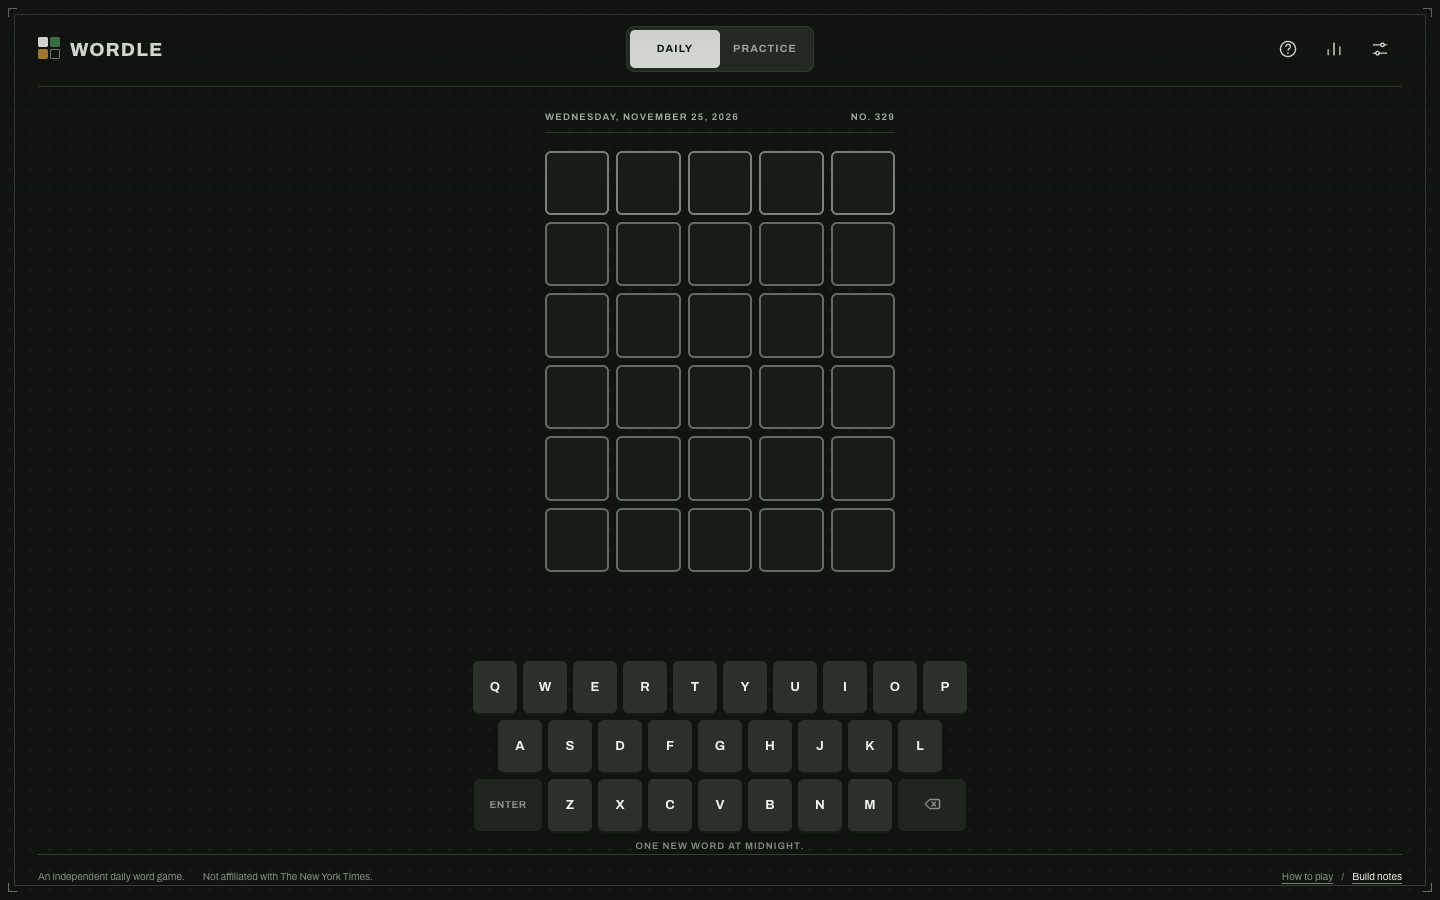 WORDLE
DAILY PRACTICE
WEDNESDAY, NOVEMBER 25, 2026 NO. 329
Q W E R T Y U I O P
A S D F G H J K L
ENTER Z X C V B N M
ONE NEW WORD AT MIDNIGHT.
An independent daily word game. Not affiliated with The New York Times. How to play / Build notes